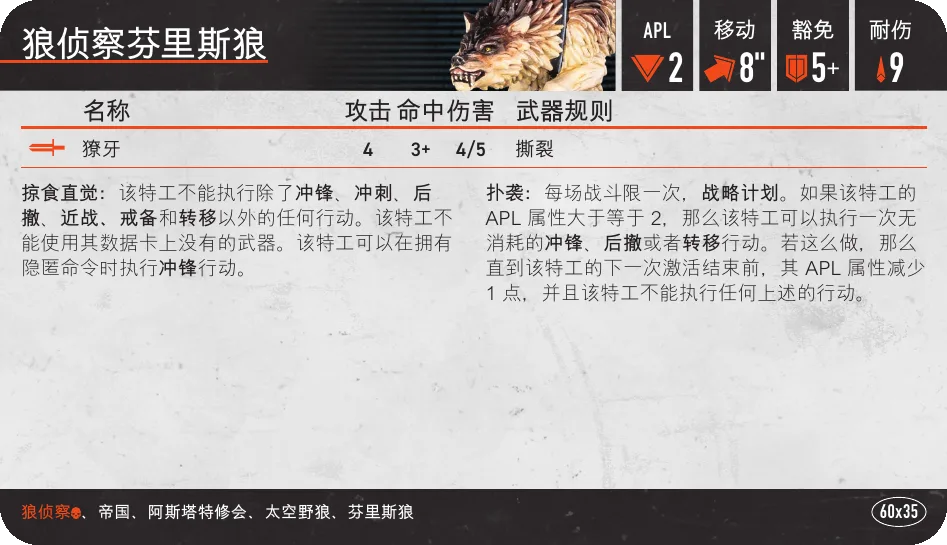 狼侦察芬里斯狼
APL 移动 豁免 耐伤
2 8" 5+ 9
名称 攻击 命中 伤害 武器规则
獠牙 4 3+ 4/5 撕裂
掠食直觉：该特工不能执行除了冲锋、冲刺、后
撤、近战、戒备和转移以外的任何行动。该特工不
能使用其数据卡上没有的武器。该特工可以在拥有
隐匿命令时执行冲锋行动。
扑袭：每场战斗限一次，战略计划。如果该特工的
APL 属性大于等于 2，那么该特工可以执行一次无
消耗的冲锋、后撤或者转移行动。若这么做，那么
直到该特工的下一次激活结束前，其 APL 属性减少
1 点，并且该特工不能执行任何上述的行动。
狼侦察、帝国、阿斯塔特修会、太空野狼、芬里斯狼
60x35